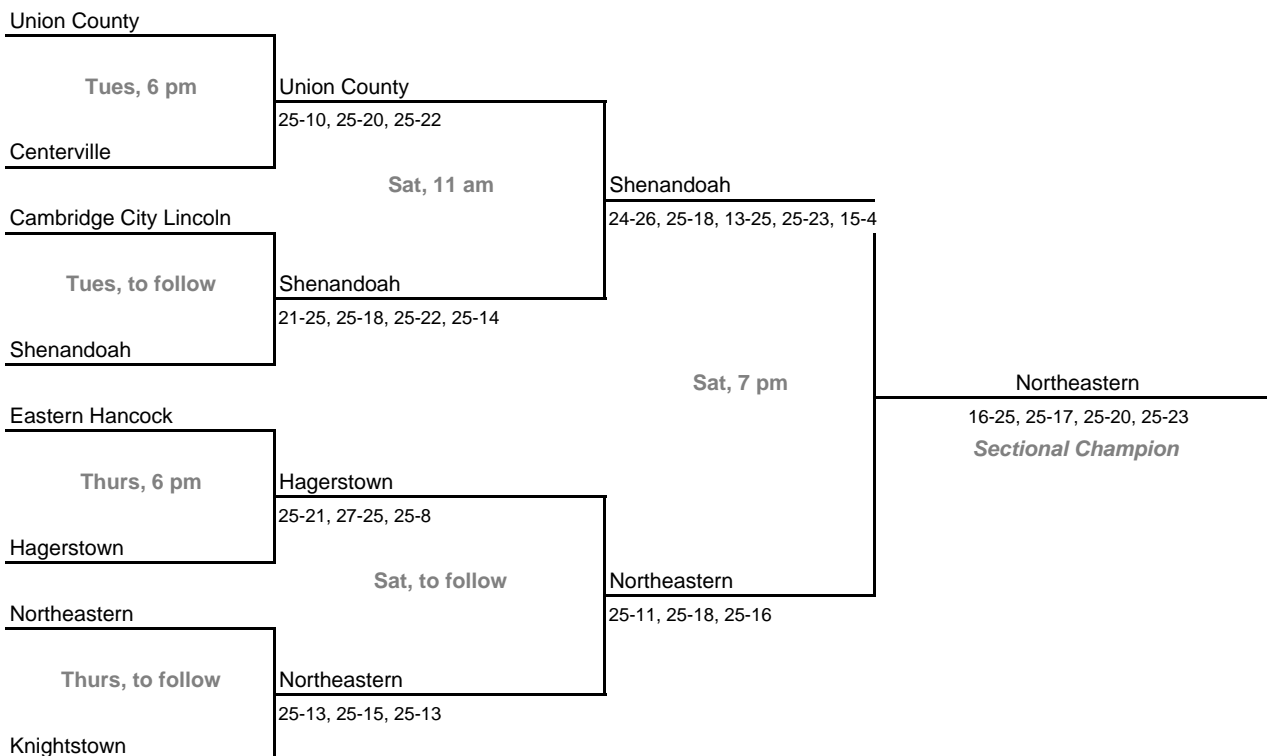 Union County
Tues, 6 pm
Union County
25-10, 25-20, 25-22
Centerville
Sat, 11 am
Shenandoah
Cambridge City Lincoln
24-26, 25-18, 13-25, 25-23, 15-4
Tues, to follow
Shenandoah
21-25, 25-18, 25-22, 25-14
Shenandoah
Sat, 7 pm
Northeastern
Eastern Hancock
16-25, 25-17, 25-20, 25-23
Sectional Champion
Thurs, 6 pm
Hagerstown
25-21, 27-25, 25-8
Hagerstown
Sat, to follow
Northeastern
Northeastern
25-11, 25-18, 25-16
Thurs, to follow
Northeastern
25-13, 25-15, 25-13
Knightstown